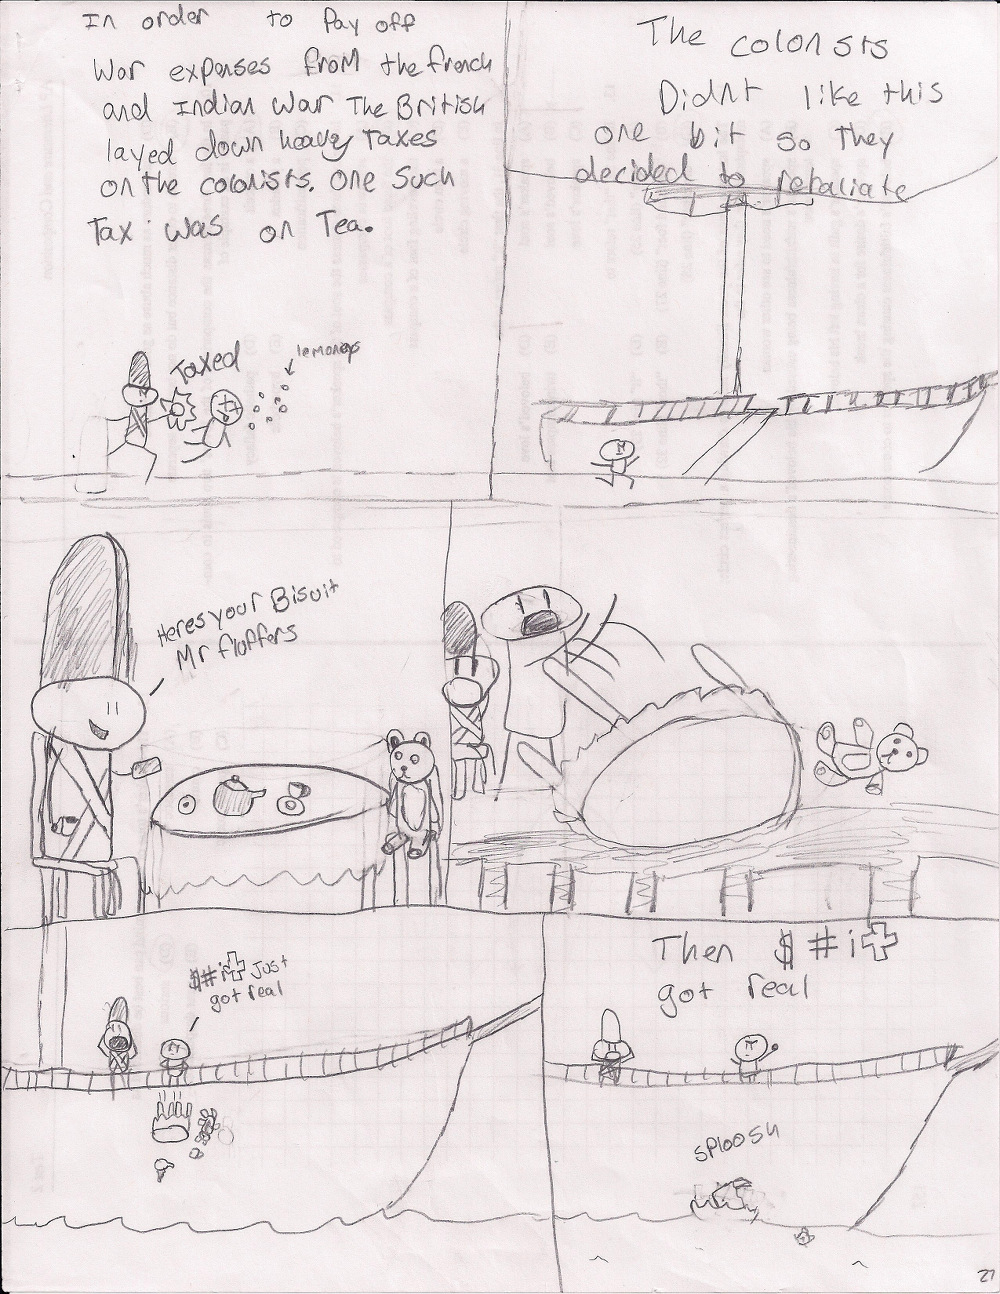 In order to Pay off
War expenses from the french
and Indian War The British
layed down heavy Taxes
on the colonists. one such
Tax was on Tea.
Taxed
lemoneys
The colonists
Didnt like this
one bit so they
decided to retaliate
Heres your Bisuit
Mr fluffers
$#i✝ Just
got real
Then $#i✝
got real
sploosh
27